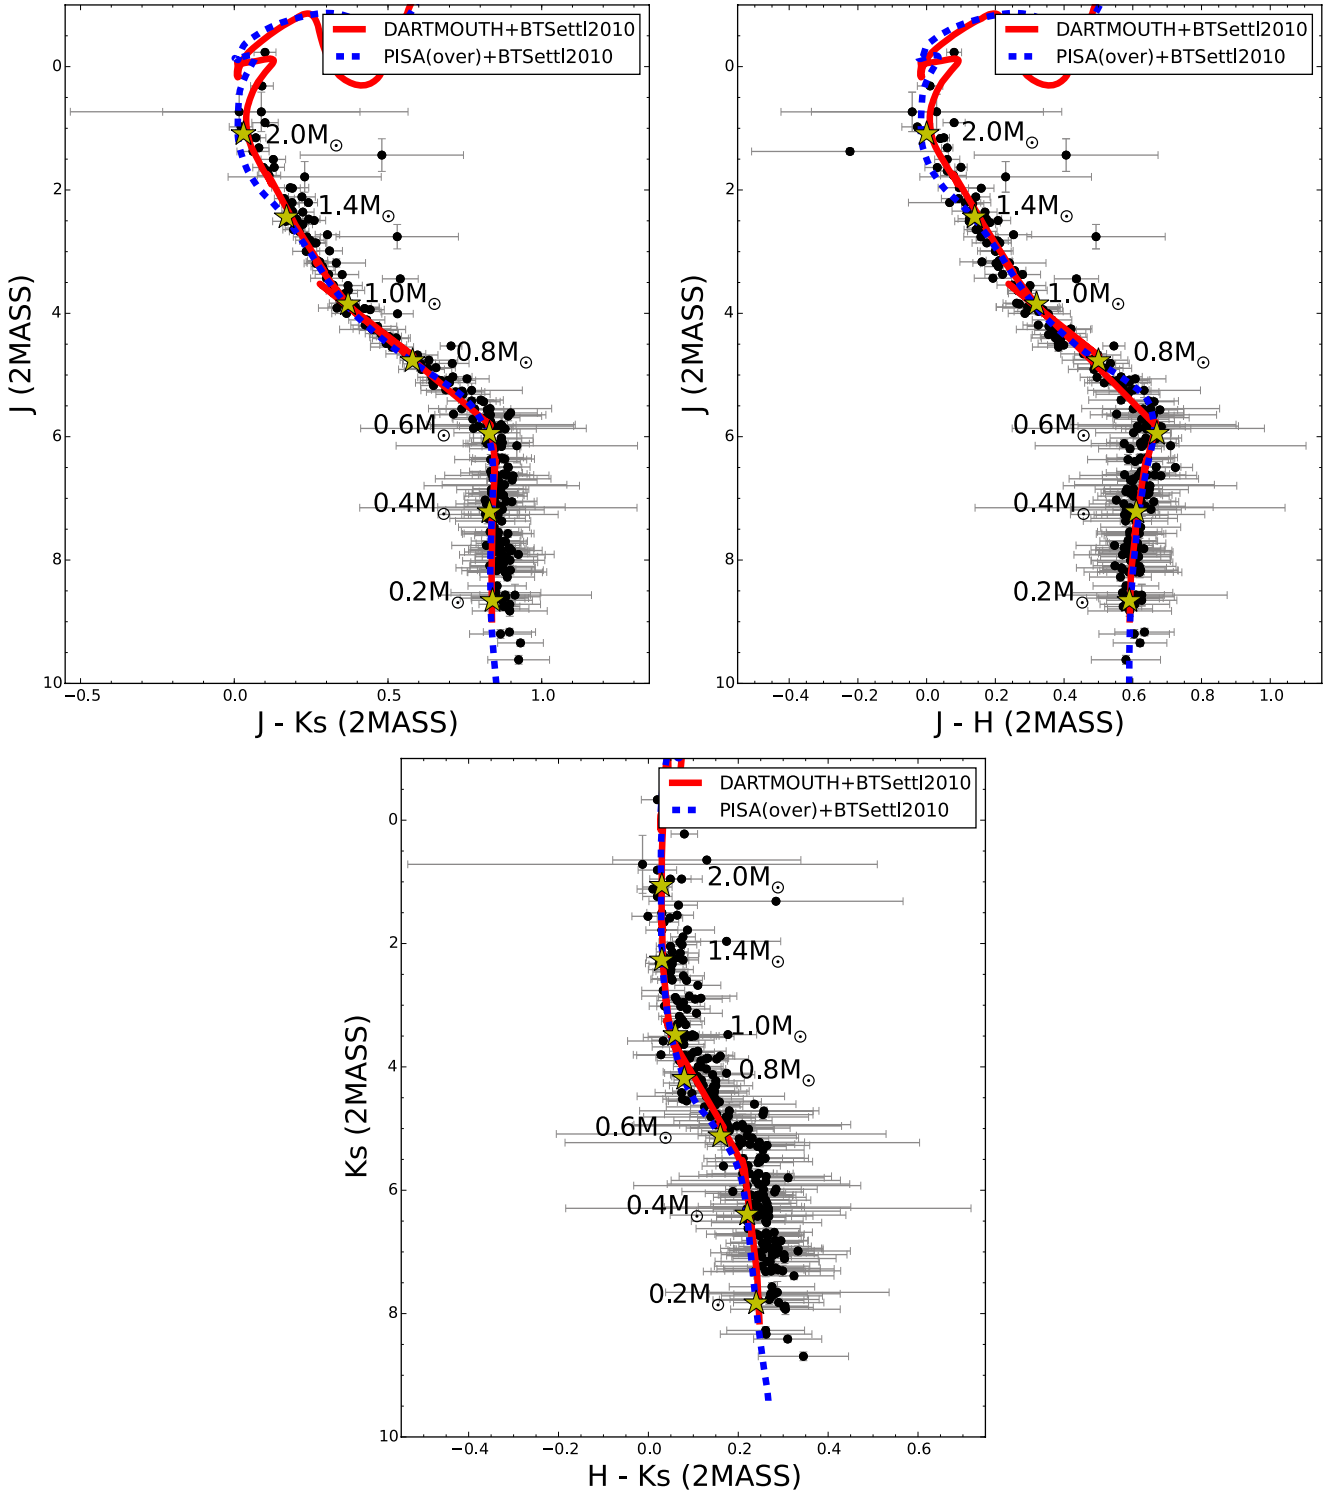 DARTMOUTH+BTSettl2010
PISA(over)+BTSettl2010
0
2
4
6
8
10
2.0M☉
1.4M☉
1.0M☉
0.8M☉
0.6M☉
0.4M☉
0.2M☉
−0.5
0.0
0.5
1.0
J (2MASS)
J - Ks (2MASS)
DARTMOUTH+BTSettl2010
PISA(over)+BTSettl2010
0
2
4
6
8
10
2.0M☉
1.4M☉
1.0M☉
0.8M☉
0.6M☉
0.4M☉
0.2M☉
−0.4
−0.2
0.0
0.2
0.4
0.6
0.8
1.0
J (2MASS)
J - H (2MASS)
DARTMOUTH+BTSettl2010
PISA(over)+BTSettl2010
0
2
4
6
8
10
2.0M☉
1.4M☉
1.0M☉
0.8M☉
0.6M☉
0.4M☉
0.2M☉
−0.4
−0.2
0.0
0.2
0.4
0.6
Ks (2MASS)
H - Ks (2MASS)